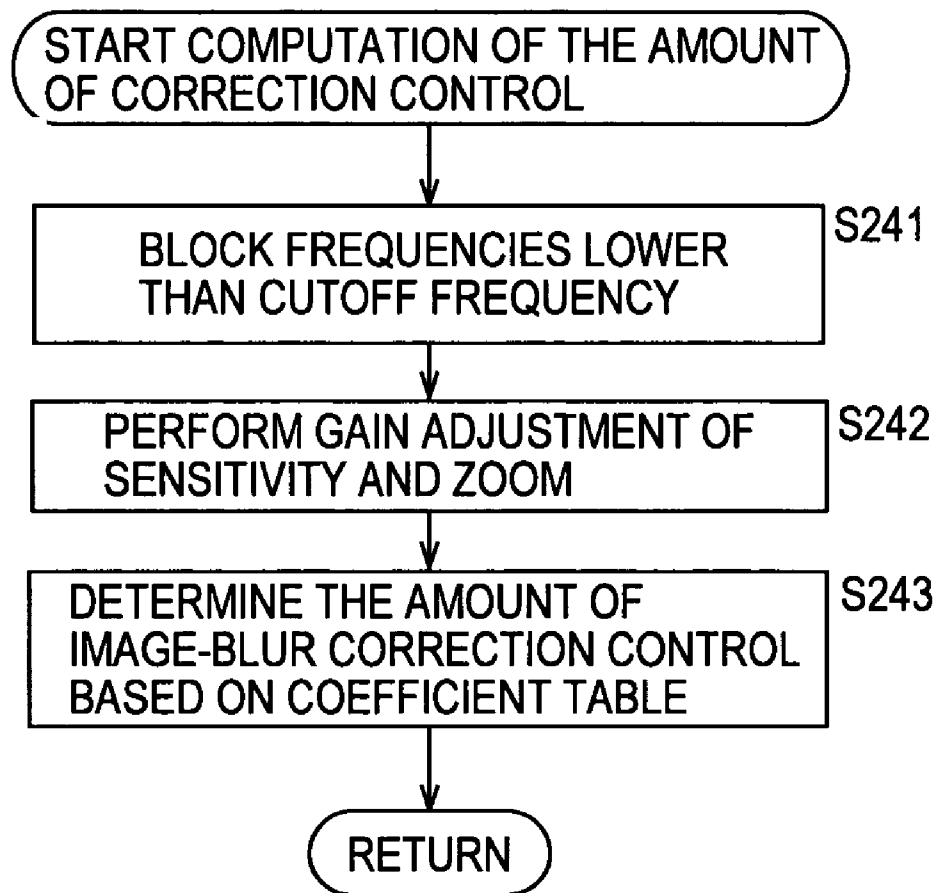 START COMPUTATION OF THE AMOUNT
OF CORRECTION CONTROL
BLOCK FREQUENCIES LOWER
THAN CUTOFF FREQUENCY
S241
PERFORM GAIN ADJUSTMENT OF
SENSITIVITY AND ZOOM
S242
DETERMINE THE AMOUNT OF
IMAGE-BLUR CORRECTION CONTROL
BASED ON COEFFICIENT TABLE
S243
RETURN